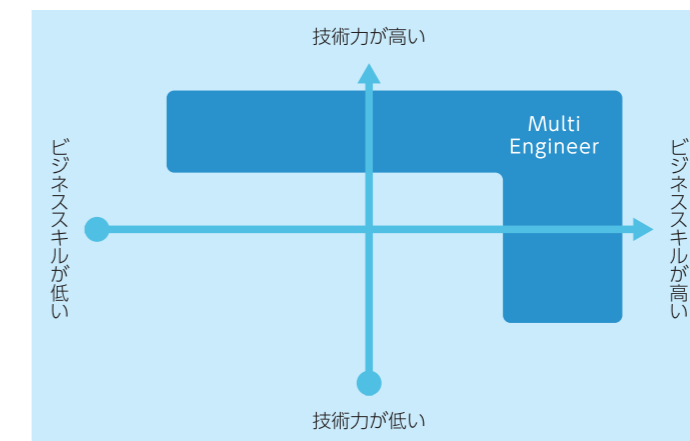 技術力が高い
Multi
Engineer
ビジネススキルが低い
ビジネススキルが高い
技術力が低い